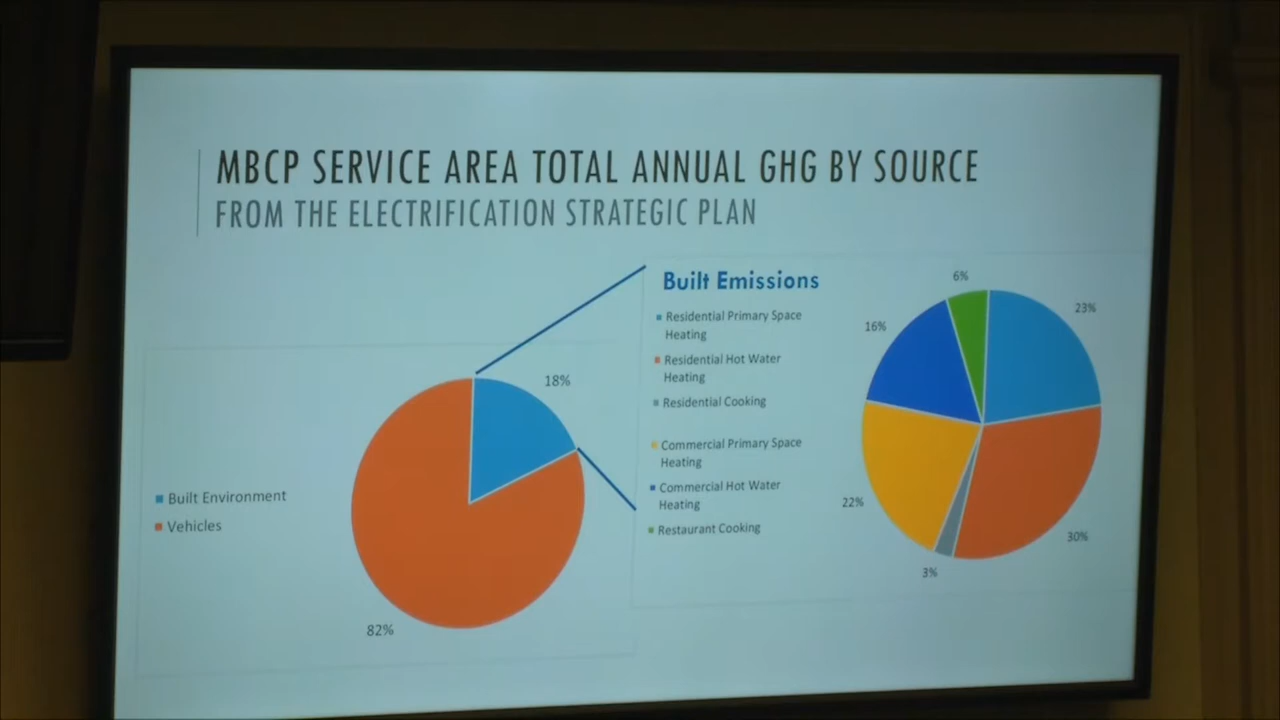 MBCP SERVICE AREA TOTAL ANNUAL GHG BY SOURCE
FROM THE ELECTRIFICATION STRATEGIC PLAN
Built Environment
Vehicles
18%
82%
Built Emissions
Residential Primary Space
Heating
Residential Hot Water
Heating
Residential Cooking
Commercial Primary Space
Heating
Commercial Hot Water
Heating
Restaurant Cooking
6%
23%
16%
22%
30%
3%